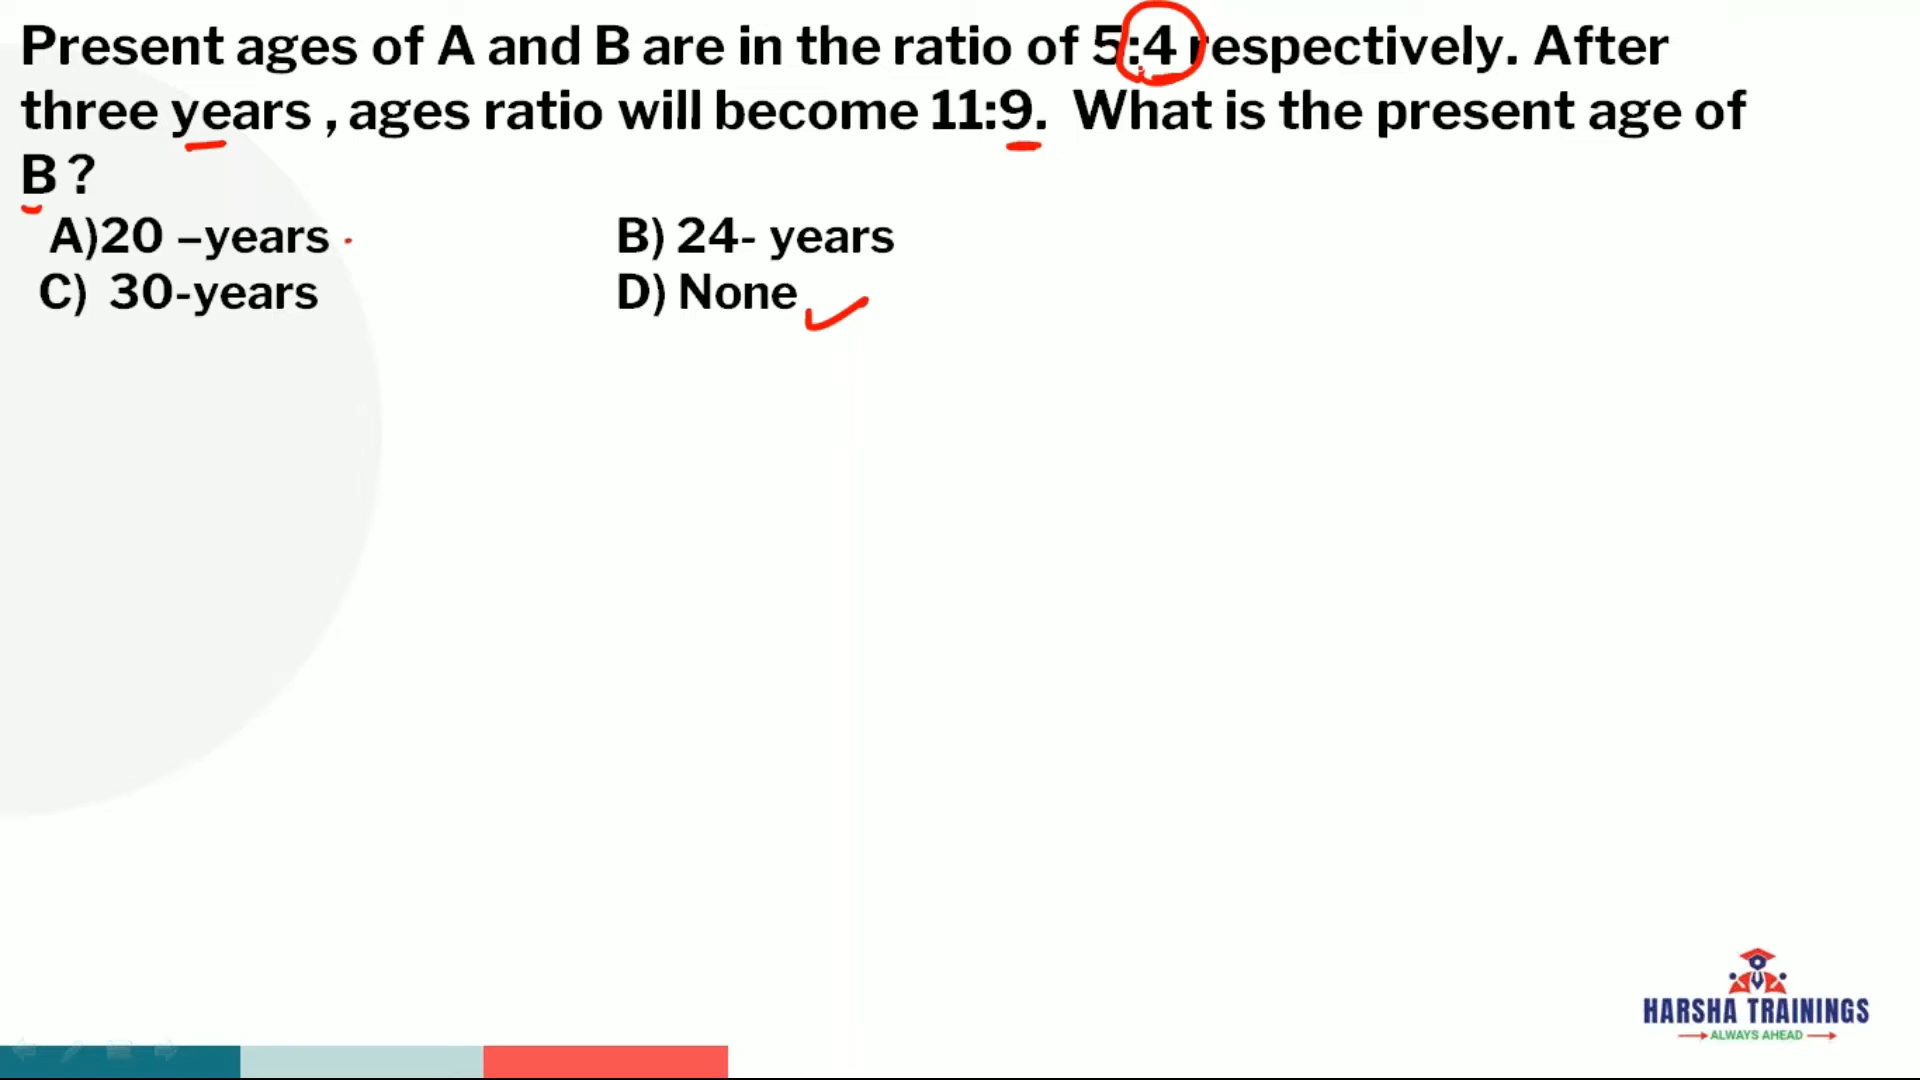 Present ages of A and B are in the ratio of 5:4 respectively. After
three years , ages ratio will become 11:9. What is the present age of
B ?
A)20 –years B) 24- years
C) 30-years D) None
HARSHA TRAININGS
ALWAYS AHEAD